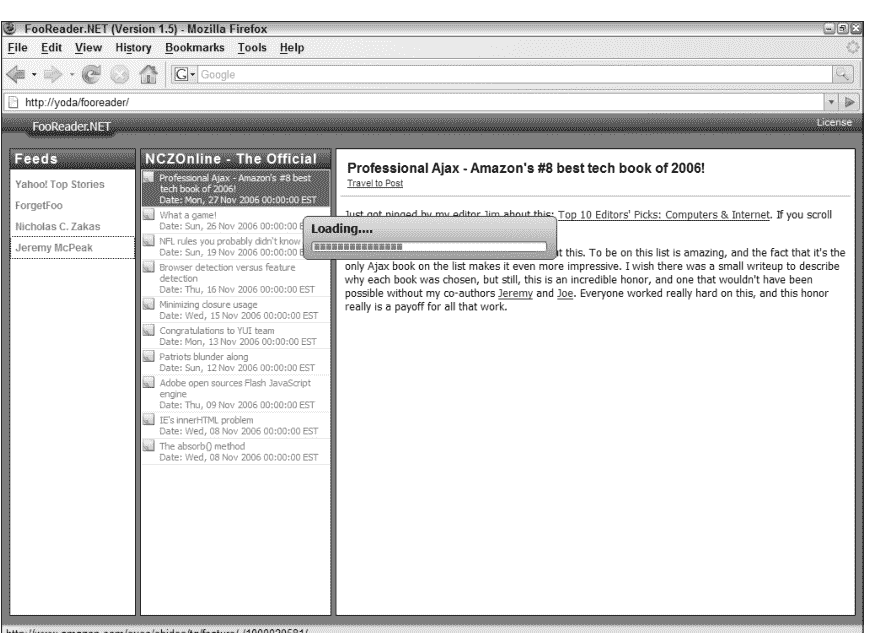 FooReader.NET (Version 1.5) - Mozilla Firefox
File Edit View History Bookmarks Tools Help
G Google
http://yoda/fooreader/
FooReader.NET
License
Feeds
Yahoo! Top Stories
ForgetFoo
Nicholas C. Zakas
Jeremy McPeak
NCZOnline - The Official
Professional Ajax - Amazon's #8 best
tech book of 2006!
Date: Mon, 27 Nov 2006 00:00:00 EST
What a game!
Date: Sun, 26 Nov 2006 00:00:00
NFL rules you probably didn't know
Date: Sun, 19 Nov 2006 00:00:00
Browser detection versus feature
detection
Date: Thu, 16 Nov 2006 00:00:00 EST
Minimizing closure usage
Date: Wed, 15 Nov 2006 00:00:00 EST
Congratulations to YUI team
Date: Mon, 13 Nov 2006 00:00:00 EST
Patriots blunder along
Date: Sun, 12 Nov 2006 00:00:00 EST
Adobe open sources Flash JavaScript
engine
Date: Thu, 09 Nov 2006 00:00:00 EST
IE's innerHTML problem
Date: Wed, 08 Nov 2006 00:00:00 EST
The absorb() method
Date: Wed, 08 Nov 2006 00:00:00 EST
Professional Ajax - Amazon's #8 best tech book of 2006!
Travel to Post
Just got pinged by my editor Jim about this: Top 10 Editors' Picks: Computers & Internet. If you scroll
Loading....
at this. To be on this list is amazing, and the fact that it's the
only Ajax book on the list makes it even more impressive. I wish there was a small writeup to describe
why each book was chosen, but still, this is an incredible honor, and one that wouldn't have been
possible without my co-authors Jeremy and Joe. Everyone worked really hard on this, and this honor
really is a payoff for all that work.